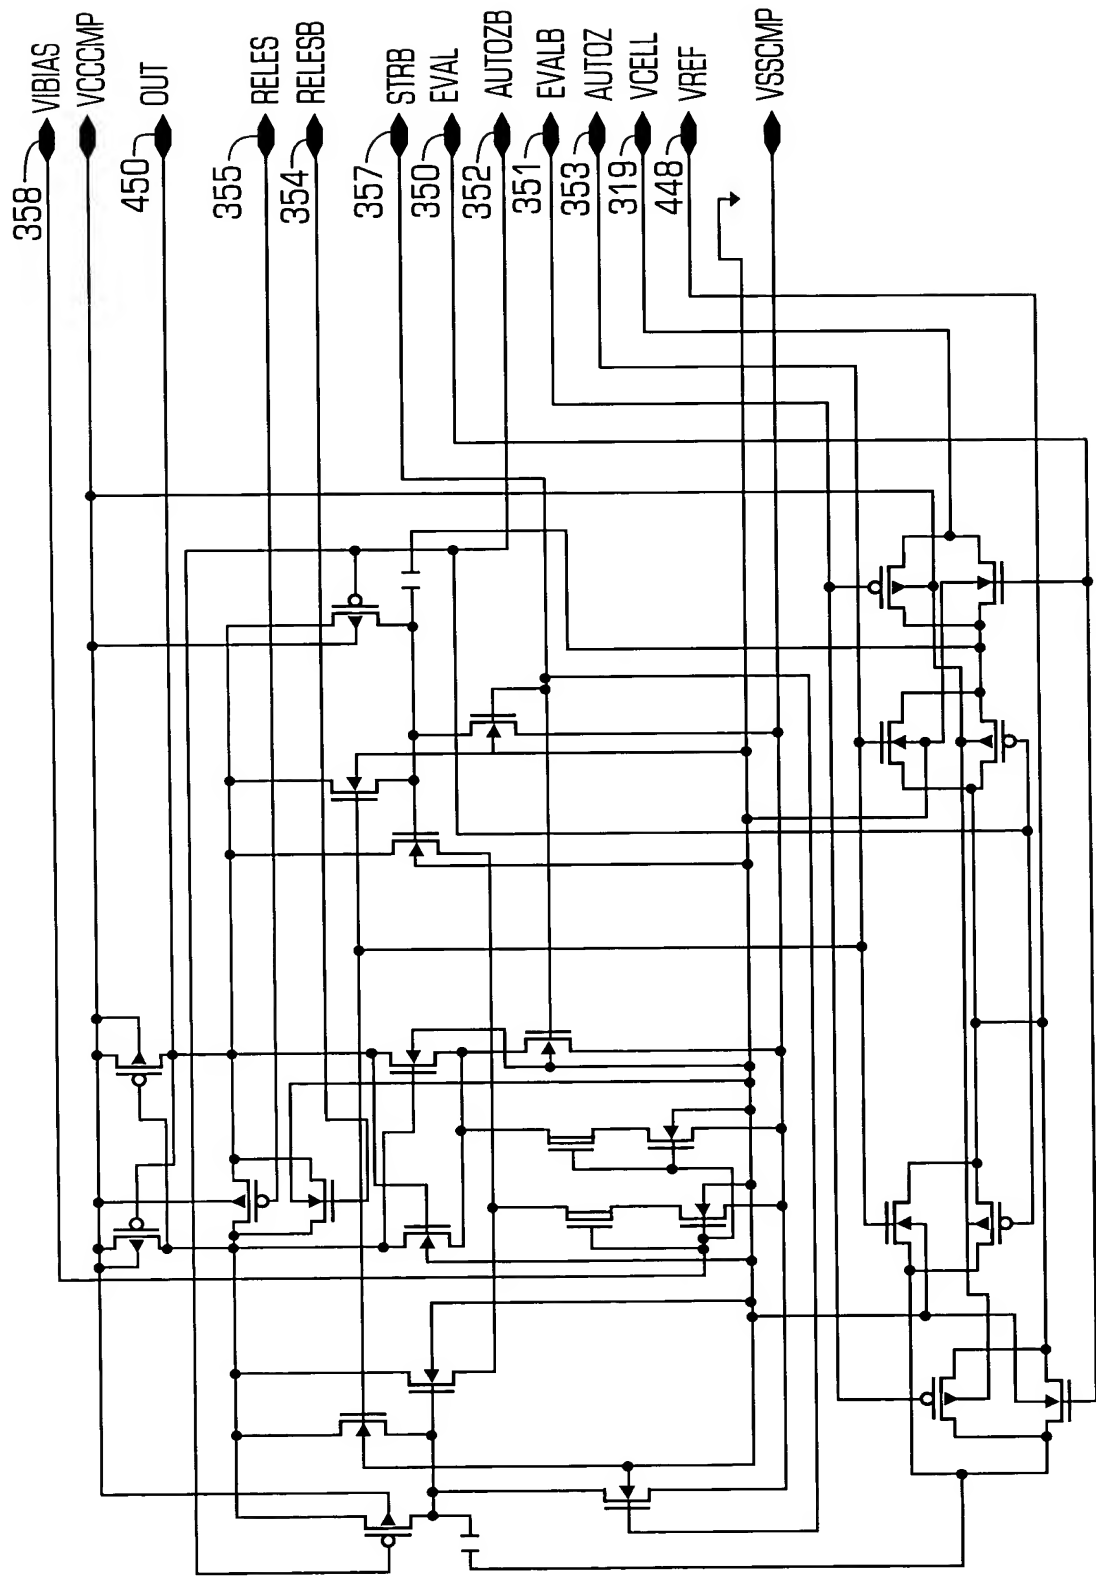 358 VIBIAS
VCCCMP
450 OUT
355 RELES
354 RELESB
357 STRB
350 EVAL
352 AUTOZB
351 EVALB
353 AUTOZ
319 VCELL
448 VREF
VSSCMP